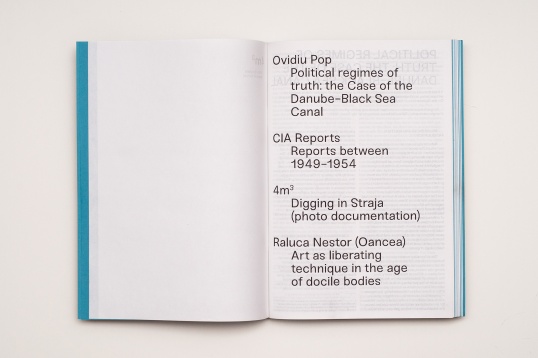 Ovidiu Pop
Political regimes of
truth: the Case of the
Danube–Black Sea
Canal
CIA Reports
Reports between
1949–1954
4m³
Digging in Straja
(photo documentation)
Raluca Nestor (Oancea)
Art as liberating
technique in the age
of docile bodies